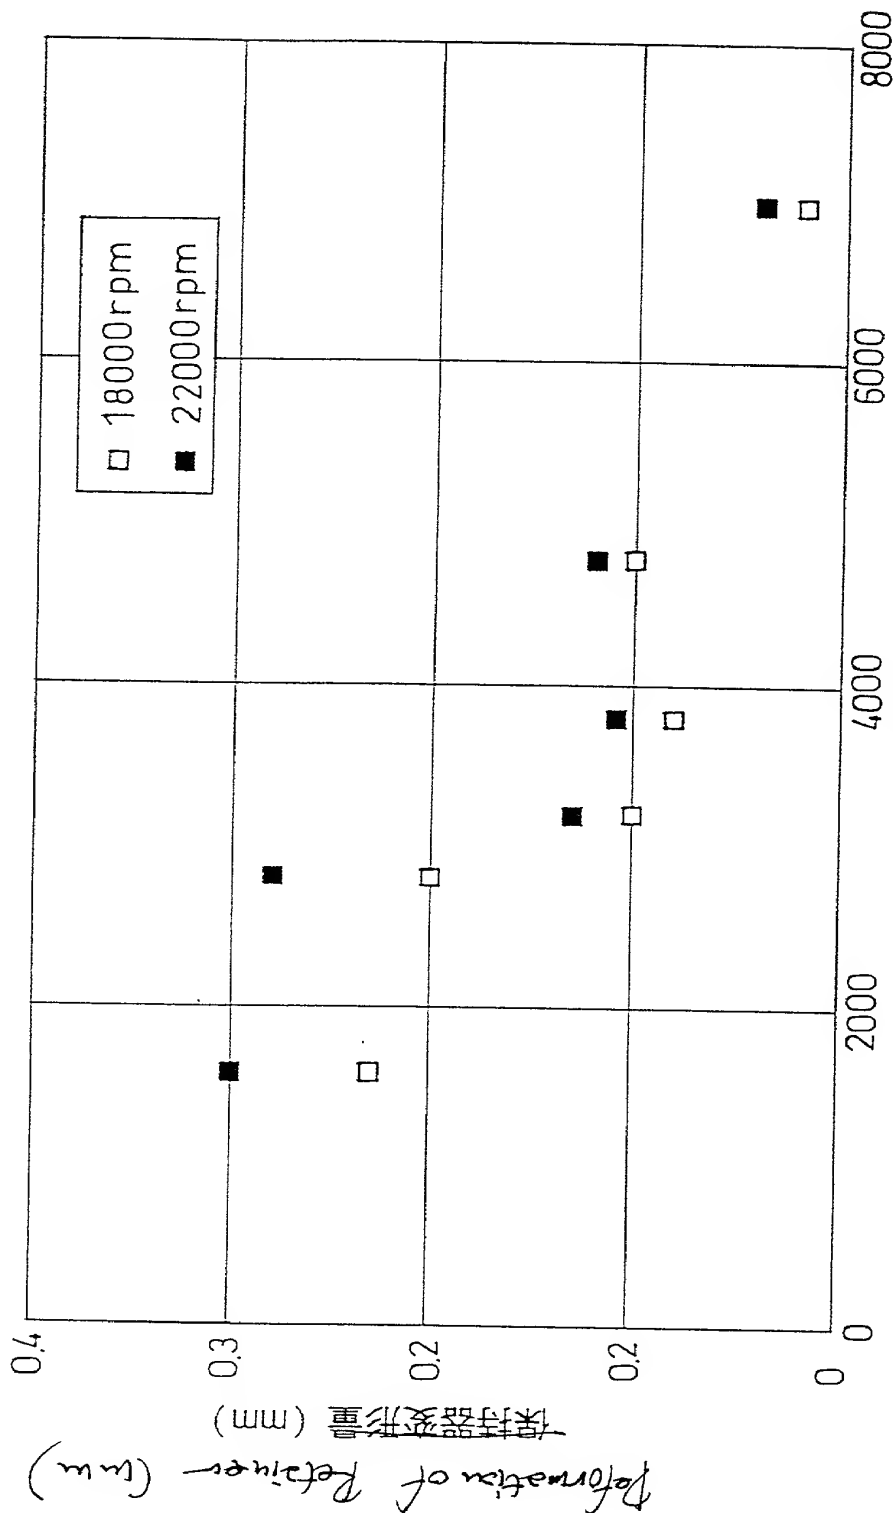 Deformation of Retainer (mm)
保持器変形量 (mm)
0.4
0.3
0.2
0.2
0
0
2000
4000
6000
8000
18000rpm
22000rpm